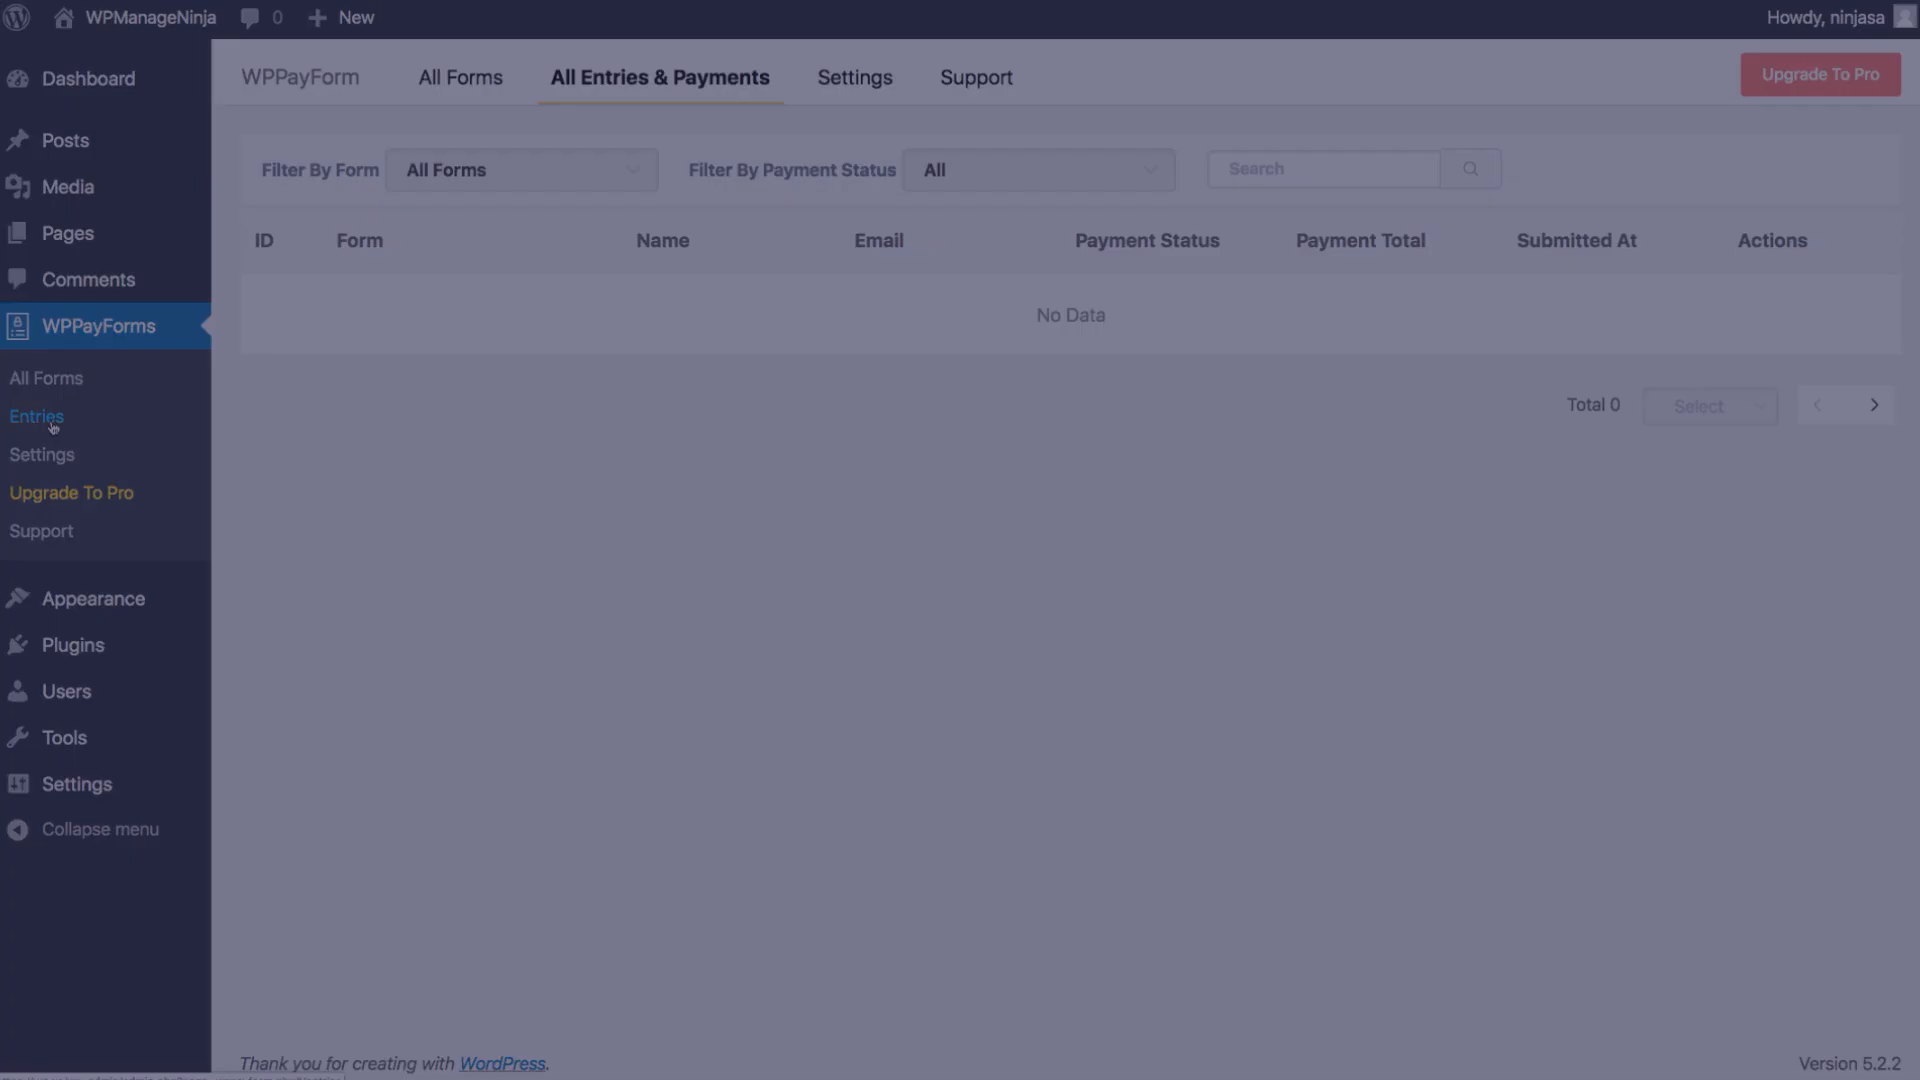 WPManageNinja 0 New
Howdy, ninjasa
Dashboard
Posts
Media
Pages
Comments
WPPayForms
All Forms
Entries
Settings
Upgrade To Pro
Support
Appearance
Plugins
Users
Tools
Settings
Collapse menu
WPPayForm All Forms All Entries & Payments Settings Support Upgrade To Pro
Filter By Form All Forms Filter By Payment Status All Search
ID Form Name Email Payment Status Payment Total Submitted At Actions
No Data
Total 0 Select
Thank you for creating with WordPress.
Version 5.2.2